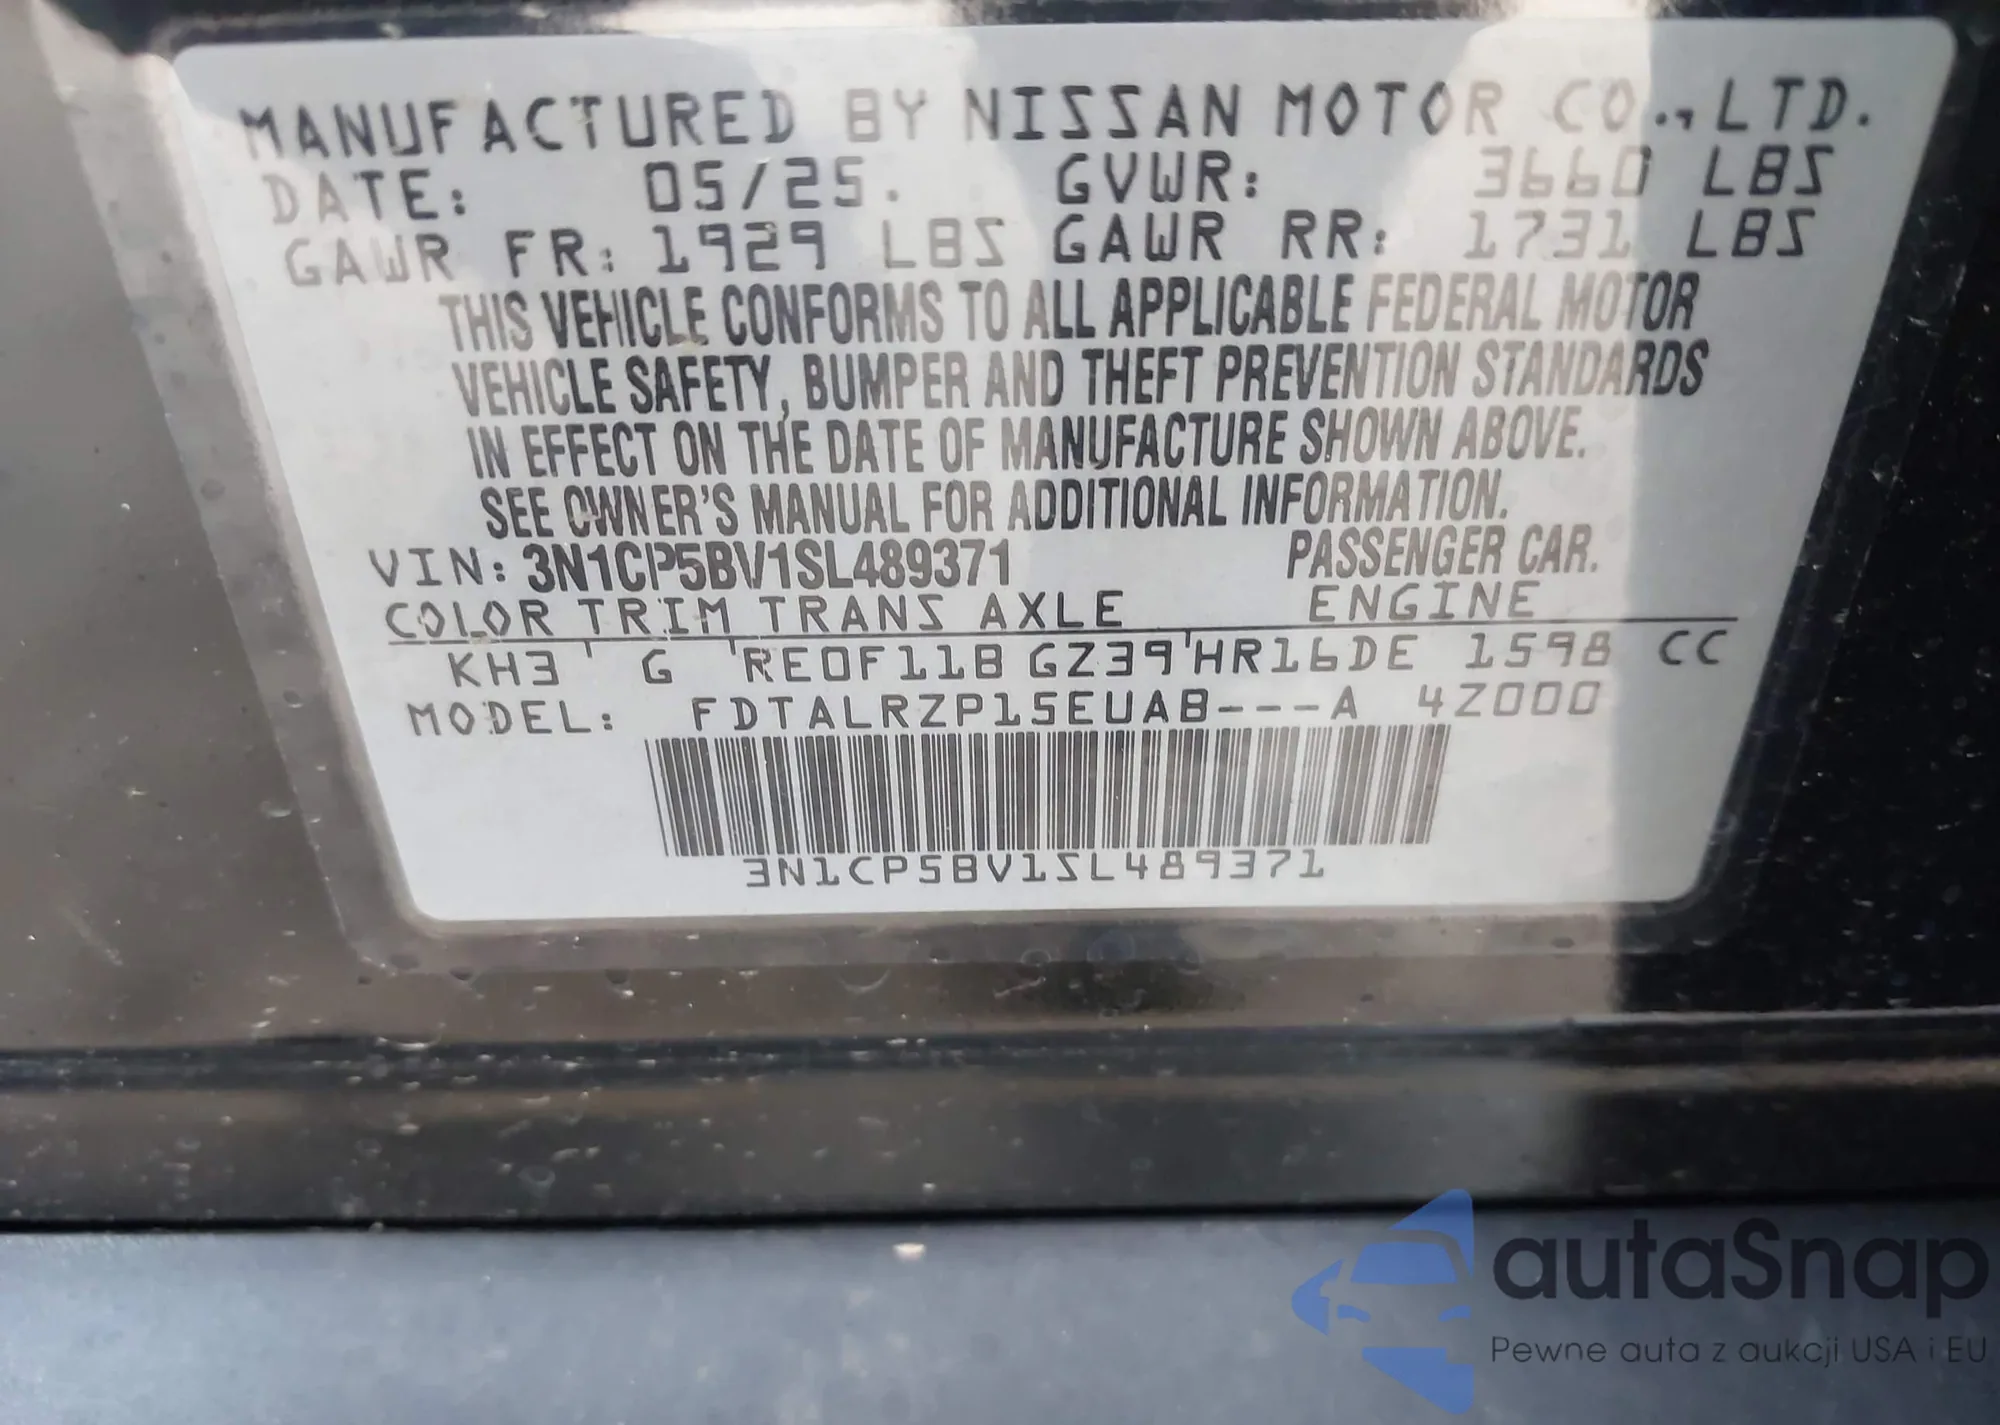 MANUFACTURED BY NISSAN MOTOR CO., LTD.
DATE: 05/25. GVWR: 3660 LBS
GAWR FR: 1929 LBS GAWR RR: 1731 LBS
THIS VEHICLE CONFORMS TO ALL APPLICABLE FEDERAL MOTOR
VEHICLE SAFETY, BUMPER AND THEFT PREVENTION STANDARDS
IN EFFECT ON THE DATE OF MANUFACTURE SHOWN ABOVE.
SEE OWNER'S MANUAL FOR ADDITIONAL INFORMATION.
VIN: 3N1CP5BV1SL489371 PASSENGER CAR.
COLOR TRIM TRANS AXLE ENGINE
KH3 ' G 'RE0F11B GZ39'HR16DE 1598 CC
MODEL: FDTALRZP15EUAB---A 4Z000
3N1CP5BV1SL489371
autaSnap
Pewne auta z aukcji USA i EU